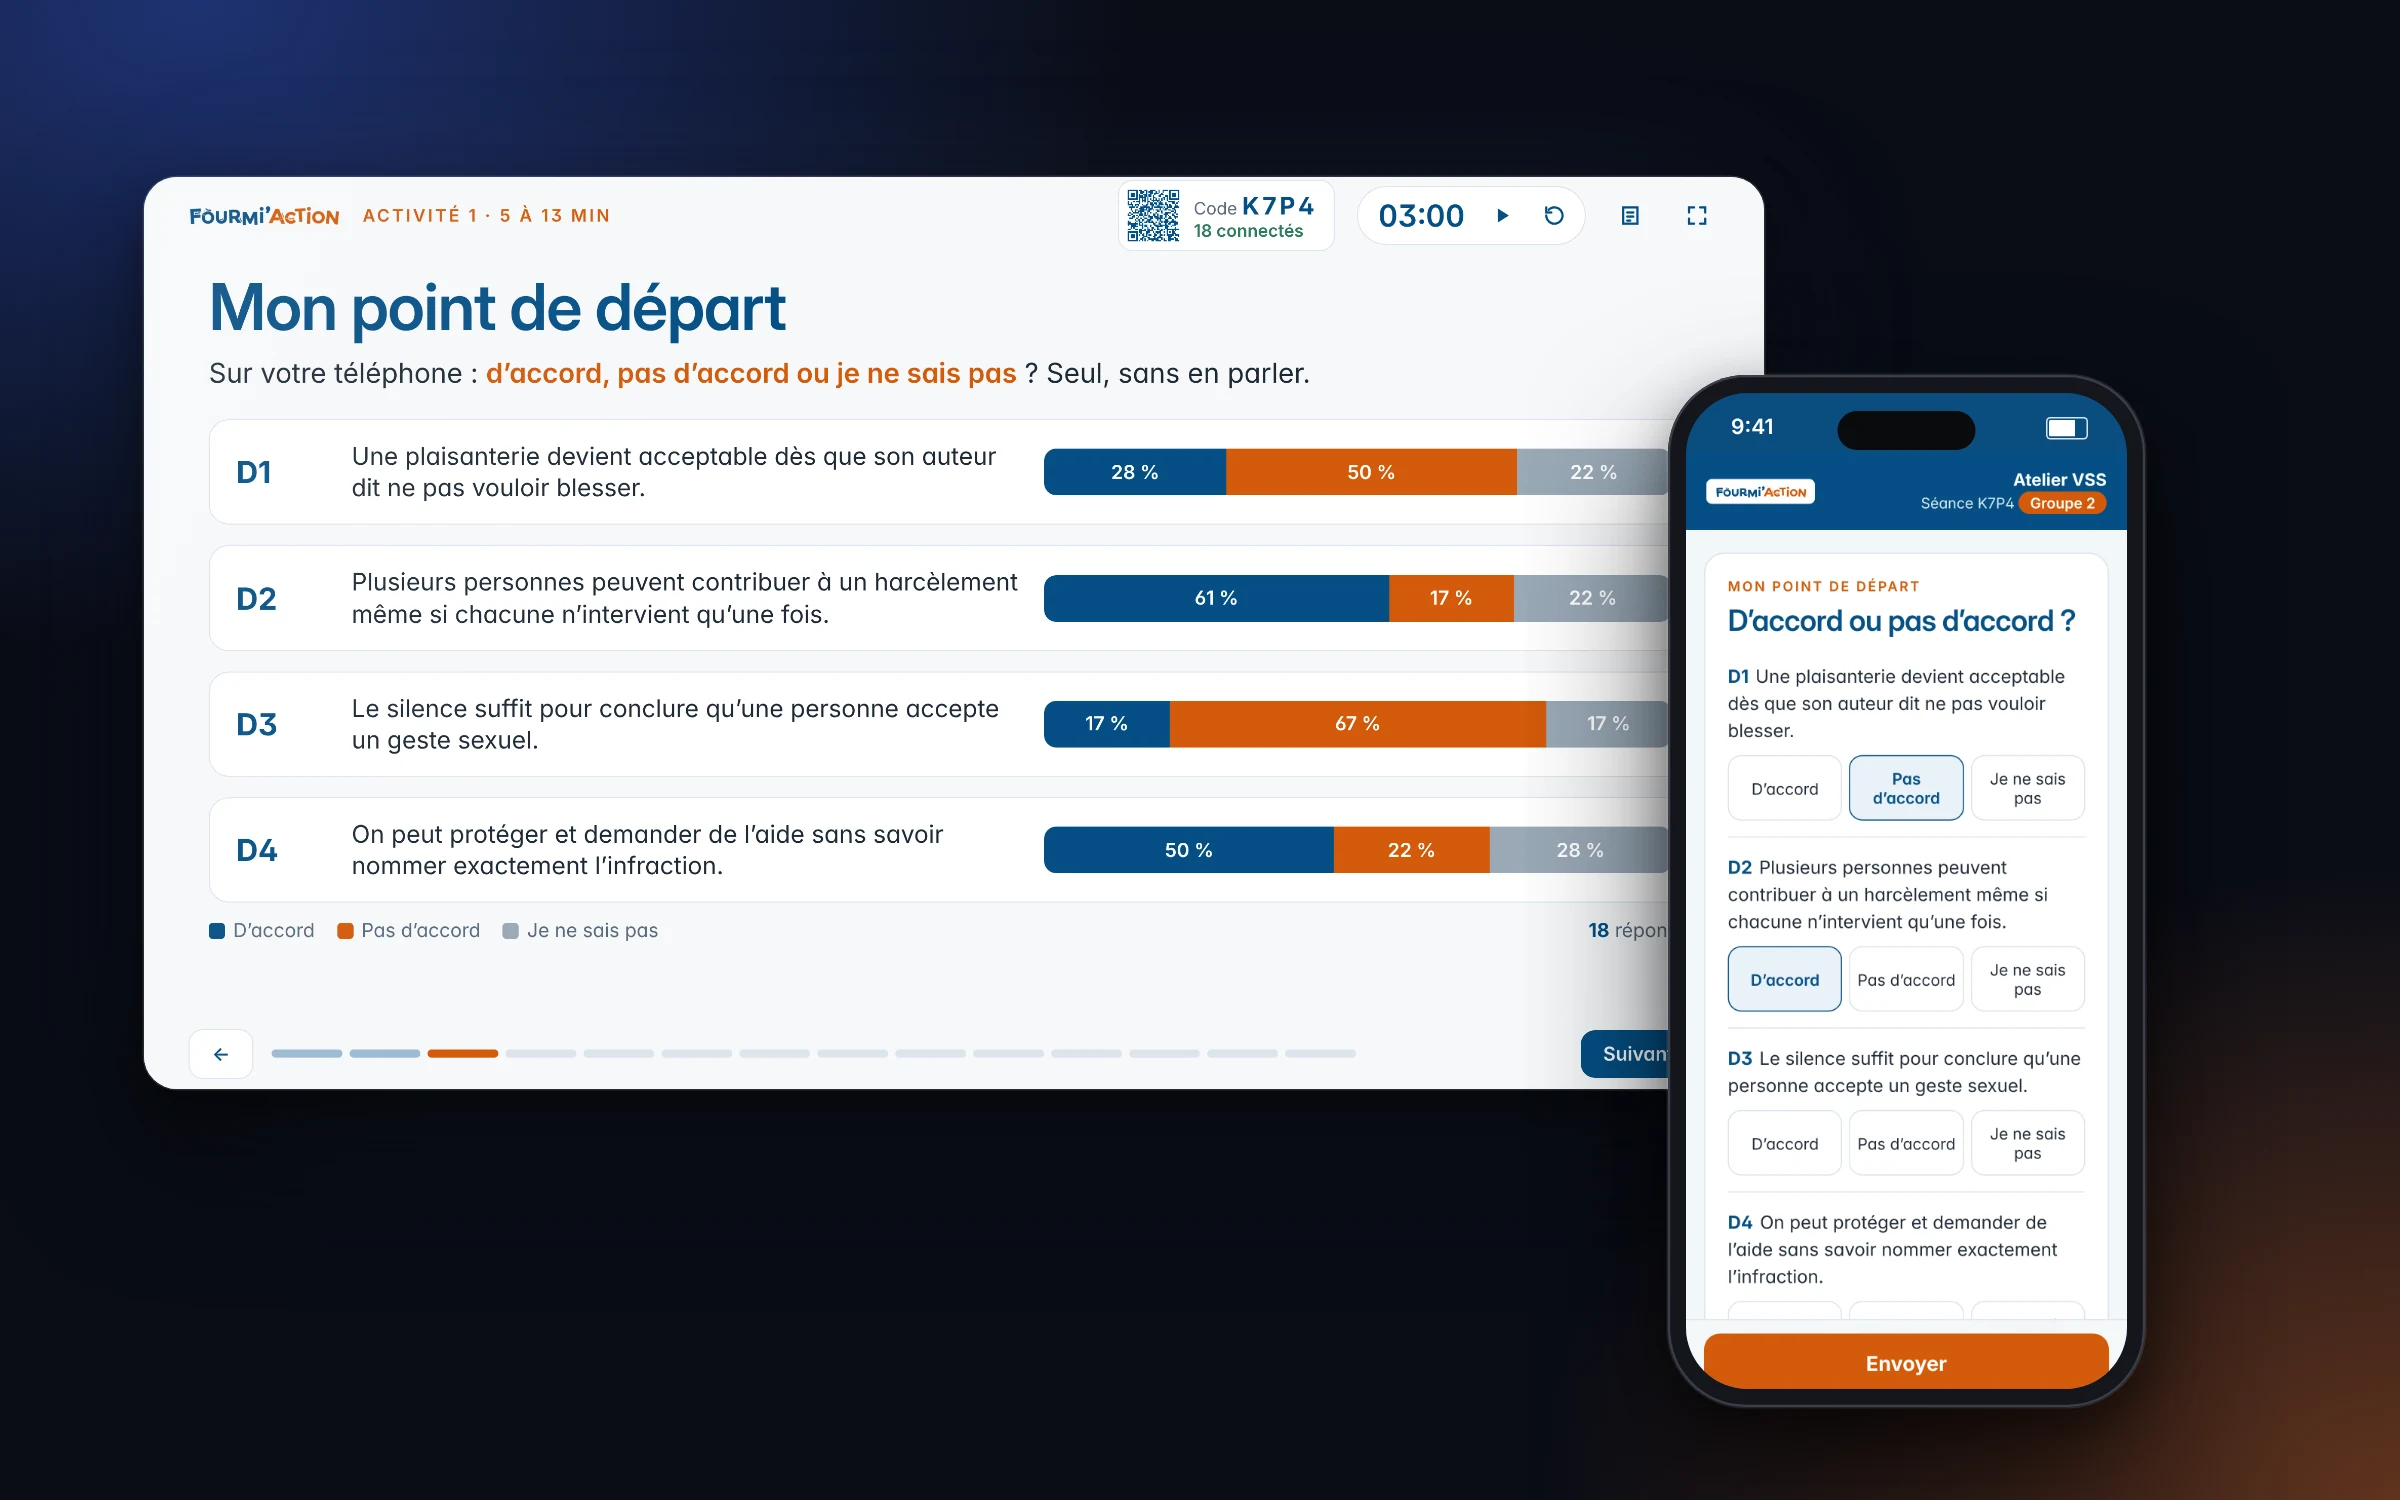 FOURMi'ACTiON ACTIVITÉ 1 · 5 À 13 MIN
Code K7P4
18 connectés
03:00
Mon point de départ
Sur votre téléphone : d’accord, pas d’accord ou je ne sais pas ? Seul, sans en parler.
D1
Une plaisanterie devient acceptable dès que son auteur
dit ne pas vouloir blesser.
28 % 50 % 22 %
D2
Plusieurs personnes peuvent contribuer à un harcèlement
même si chacune n’intervient qu’une fois.
61 % 17 % 22 %
D3
Le silence suffit pour conclure qu’une personne accepte
un geste sexuel.
17 % 67 % 17 %
D4
On peut protéger et demander de l’aide sans savoir
nommer exactement l’infraction.
50 % 22 % 28 %
D’accord Pas d’accord Je ne sais pas
18
9:41
FOURMi'ACTiON
Atelier VSS
Séance K7P4 Groupe 2
MON POINT DE DÉPART
D’accord ou pas d’accord ?
D1 Une plaisanterie devient acceptable
dès que son auteur dit ne pas vouloir
blesser.
D’accord
Pas
d’accord
Je ne sais
pas
D2 Plusieurs personnes peuvent
contribuer à un harcèlement même si
chacune n’intervient qu’une fois.
D’accord
Pas d’accord
Je ne sais
pas
D3 Le silence suffit pour conclure qu’une
personne accepte un geste sexuel.
D’accord
Pas d’accord
Je ne sais
pas
D4 On peut protéger et demander de
l’aide sans savoir nommer exactement
l’infraction.
Envoyer